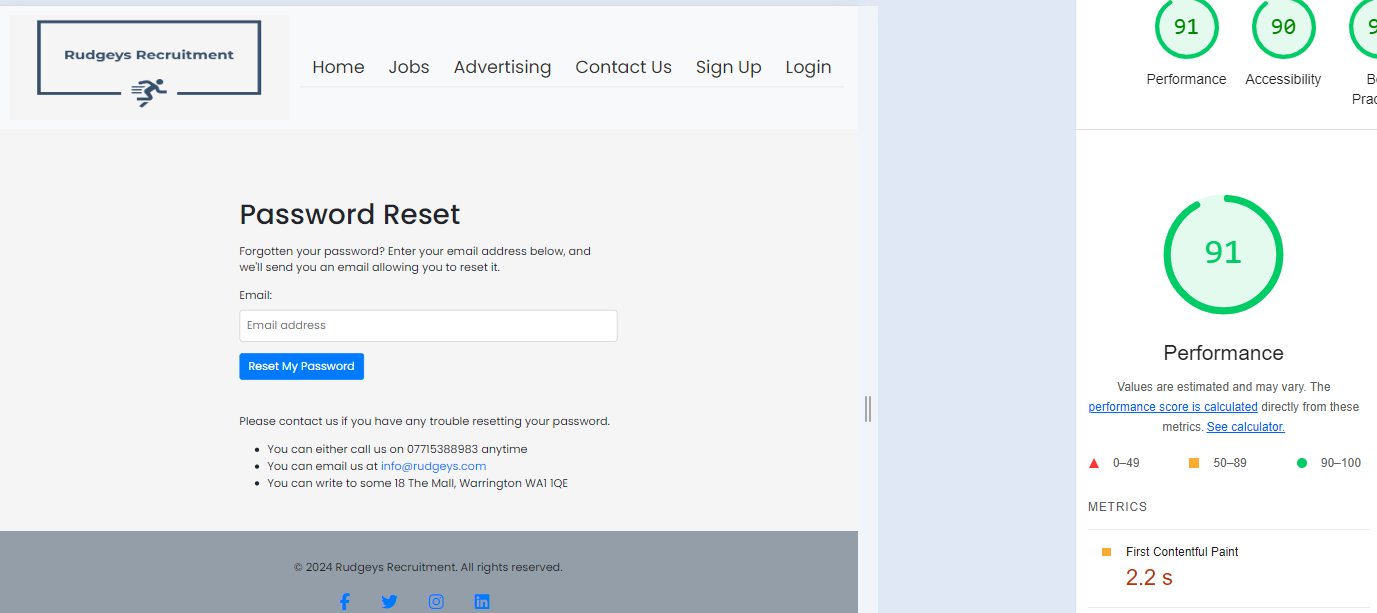 Rudgeys Recruitment
Home Jobs Advertising Contact Us Sign Up Login
Password Reset
Forgotten your password? Enter your email address below, and
we'll send you an email allowing you to reset it.
Email:
Email address
Reset My Password
Please contact us if you have any trouble resetting your password.
You can either call us on 07715388983 anytime
You can email us at info@rudgeys.com
You can write to some 18 The Mall, Warrington WA1 1QE
© 2024 Rudgeys Recruitment. All rights reserved.
91 90
Performance Accessibility
91
Performance
Values are estimated and may vary. The
performance score is calculated directly from these
metrics. See calculator.
0–49 50–89 90–100
METRICS
First Contentful Paint
2.2 s